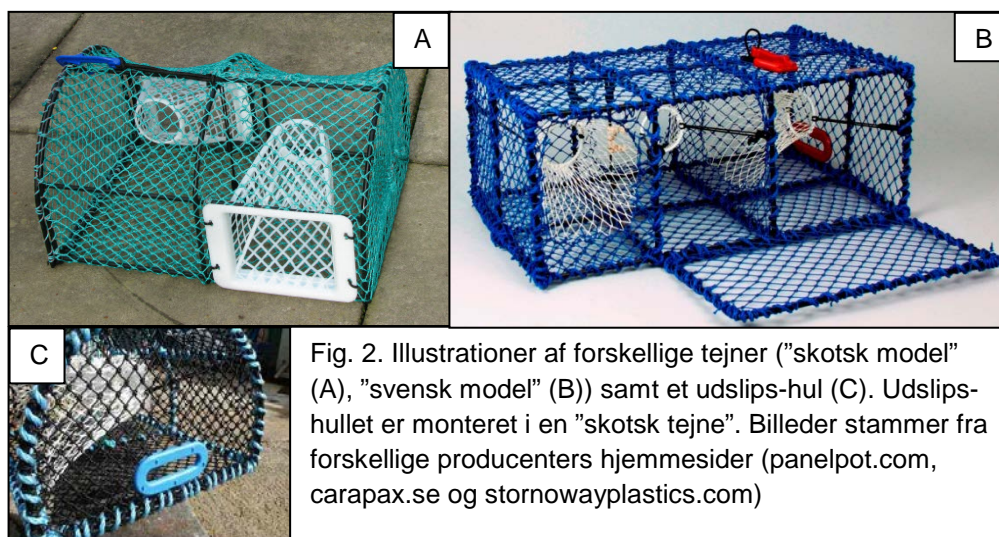 A
B
C
Fig. 2. Illustrationer af forskellige tejner (”skotsk model”
(A), ”svensk model” (B)) samt et udslips-hul (C). Udslips-
hullet er monteret i en ”skotsk tejne”. Billeder stammer fra
forskellige producenters hjemmesider (panelpot.com,
carapax.se og stornowayplastics.com)